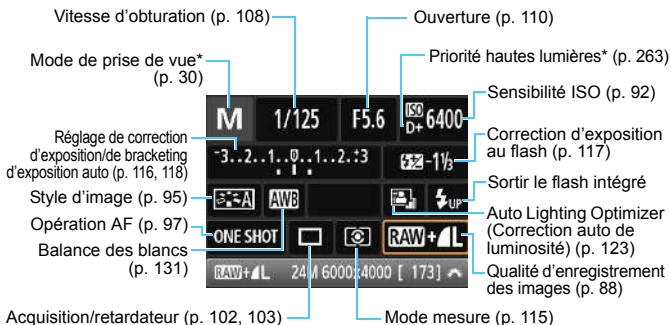 Vitesse d'obturation (p. 108)
Ouverture (p. 110)
Mode de prise de vue*
(p. 30)
Priorité hautes lumières* (p. 263)
Sensibilité ISO (p. 92)
M 1/125 F5.6 ISO D+ 6400
Réglage de correction
d'exposition/de bracketing
d'exposition auto (p. 116, 118)
-3..2..1..0..1..2.:3
-1⅓
Correction d'exposition
au flash (p. 117)
Style d'image (p. 95)
A AWB
UP
Sortir le flash intégré
Opération AF (p. 97)
Balance des blancs
(p. 131)
ONE SHOT RAW+L
Auto Lighting Optimizer
(Correction auto de
luminosité) (p. 123)
RAW+L 24M 6000x4000 [ 173]
Qualité d'enregistrement
des images (p. 88)
Acquisition/retardateur (p. 102, 103)
Mode mesure (p. 115)